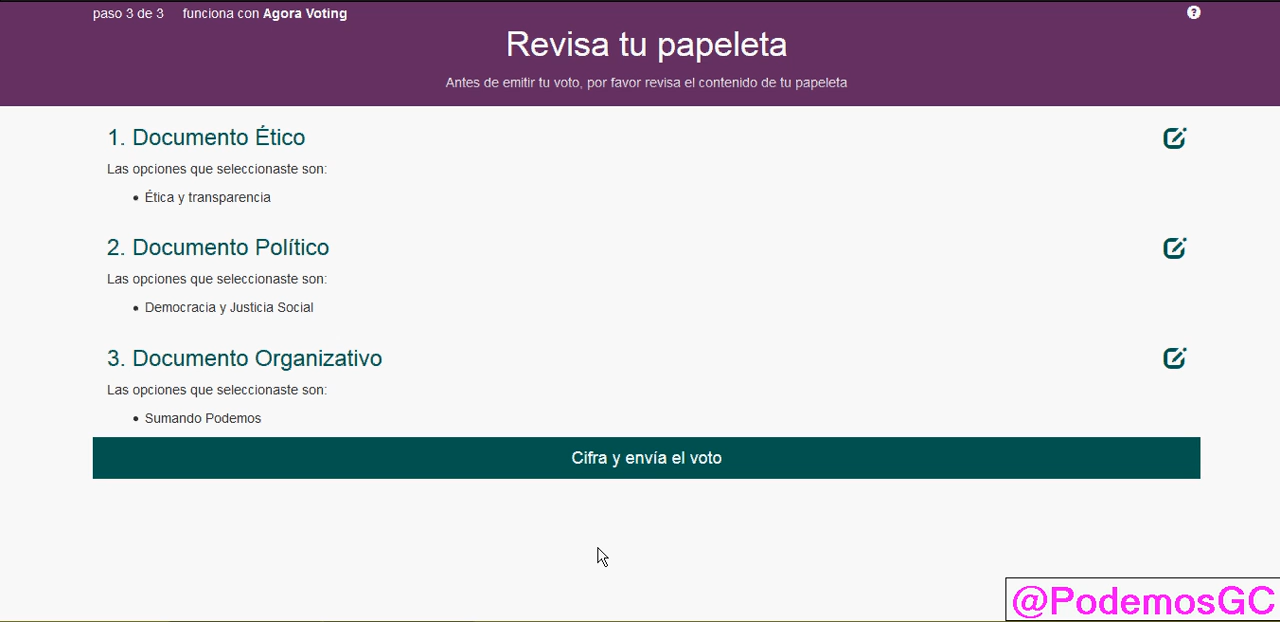 paso 3 de 3 funciona con Agora Voting
Revisa tu papeleta
Antes de emitir tu voto, por favor revisa el contenido de tu papeleta
1. Documento Ético
Las opciones que seleccionaste son:
• Ética y transparencia
2. Documento Político
Las opciones que seleccionaste son:
• Democracia y Justicia Social
3. Documento Organizativo
Las opciones que seleccionaste son:
• Sumando Podemos
Cifra y envía el voto
@PodemosGC